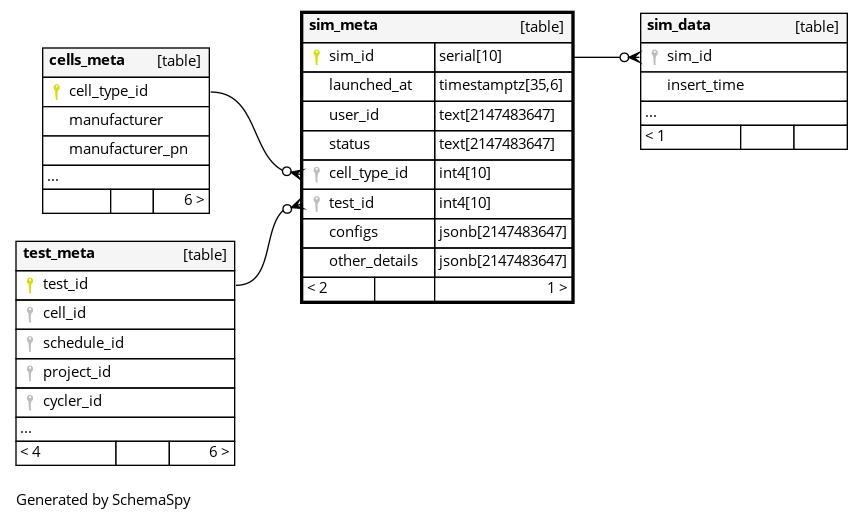 cells_meta [table]
cell_type_id
manufacturer
manufacturer_pn
...
6 >
test_meta [table]
test_id
cell_id
schedule_id
project_id
cycler_id
...
< 4 6 >
sim_meta [table]
sim_id serial[10]
launched_at timestamptz[35,6]
user_id text[2147483647]
status text[2147483647]
cell_type_id int4[10]
test_id int4[10]
configs jsonb[2147483647]
other_details jsonb[2147483647]
< 2 1 >
sim_data [table]
sim_id
insert_time
...
< 1
Generated by SchemaSpy